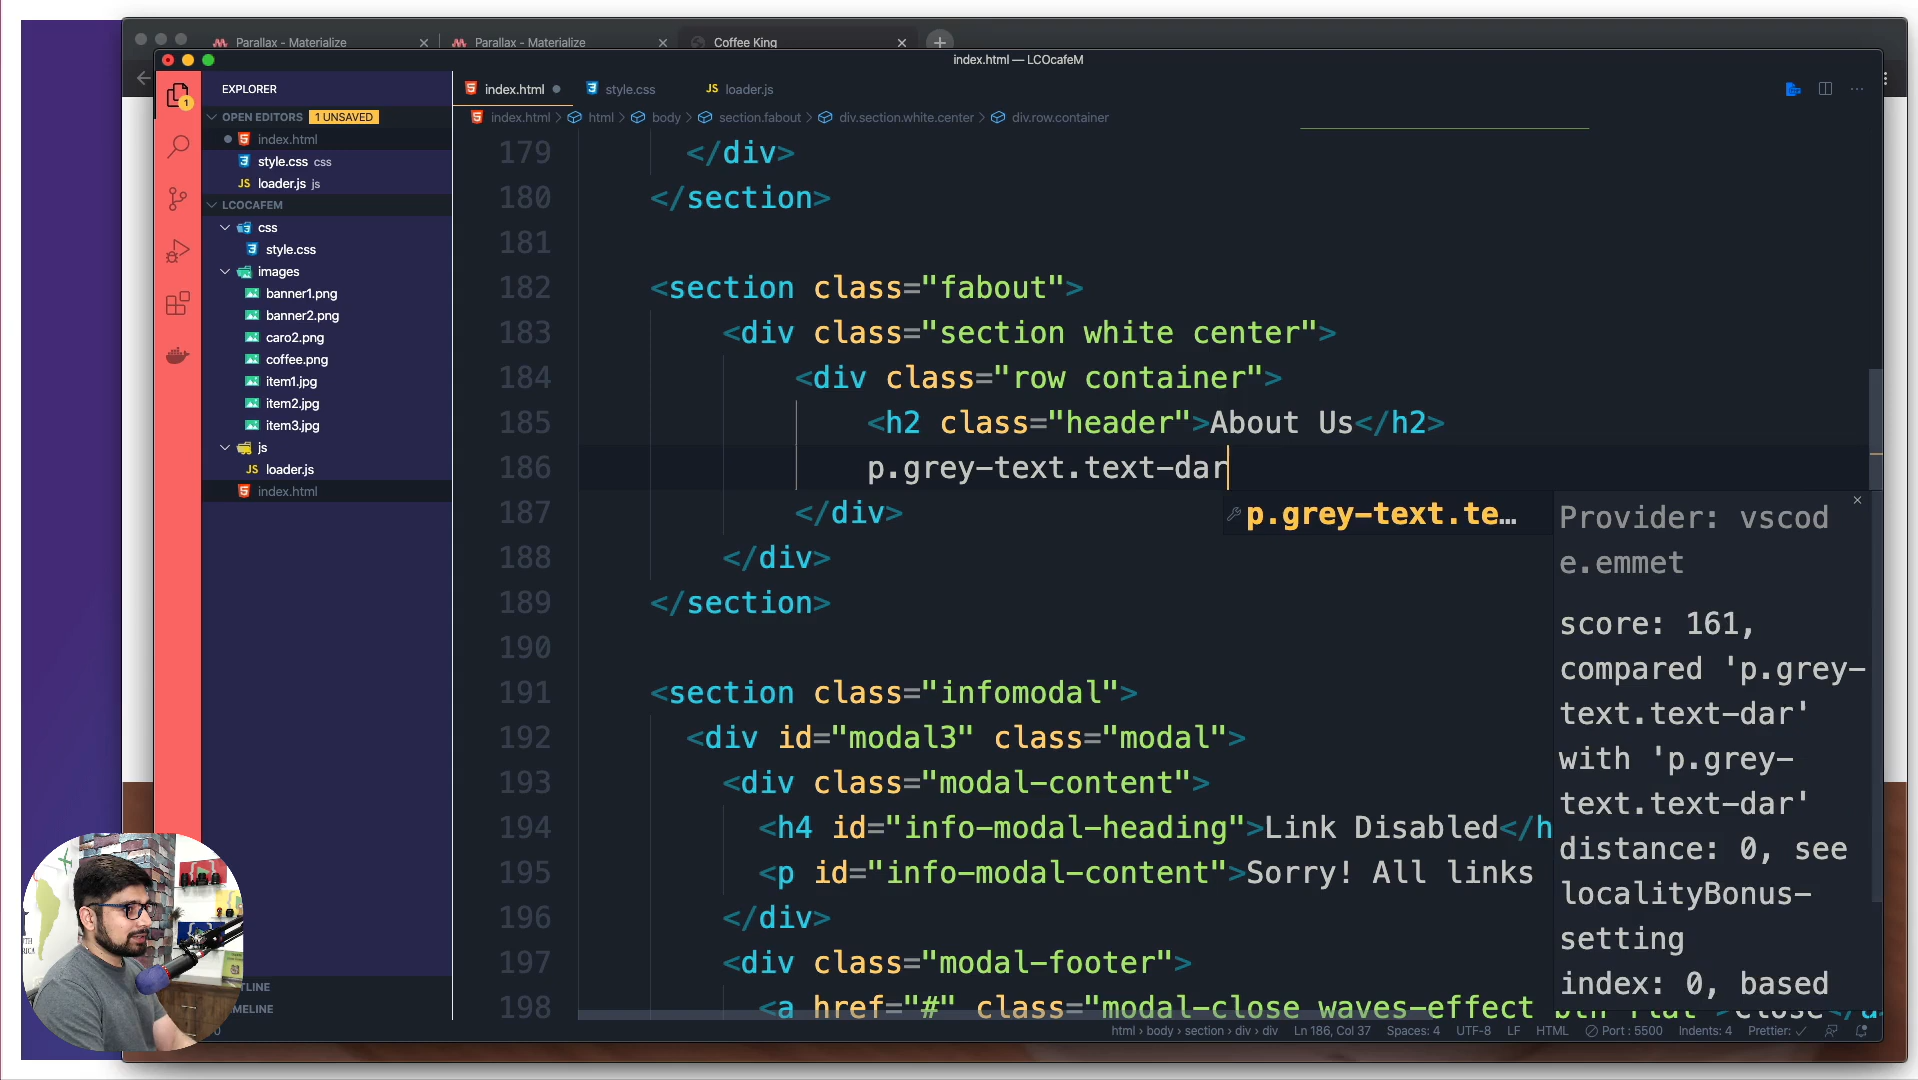 Parallax - Materialize
Parallax - Materialize
Coffee King
index.html — LCOcafeM
EXPLORER
OPEN EDITORS 1 UNSAVED
index.html
style.css css
loader.js js
LCOCAFEM
css
style.css
images
banner1.png
banner2.png
caro2.png
coffee.png
item1.jpg
item2.jpg
item3.jpg
js
JS loader.js
index.html
index.html
style.css
JS loader.js
index.html > html > body > section.fabout > div.section.white.center > div.row.container
179 </div>
180 </section>
181
182 <section class="fabout">
183 <div class="section white center">
184 <div class="row container">
185 <h2 class="header">About Us</h2>
186 p.grey-text.text-dar
187 </div>
188 </div>
189 </section>
190
191 <section class="infomodal">
192 <div id="modal3" class="modal">
193 <div class="modal-content">
194 <h4 id="info-modal-heading">Link Disabled</h
195 <p id="info-modal-content">Sorry! All links
196 </div>
197 <div class="modal-footer">
198 <a href="#" class="modal-close waves-effect
p.grey-text.te…
Provider: vscod
e.emmet
score: 161,
compared 'p.grey-
text.text-dar'
with 'p.grey-
text.text-dar'
distance: 0, see
localityBonus-
setting
index: 0, based
html › body › section › div › div Ln 186, Col 37 Spaces: 4 UTF-8 LF HTML Port : 5500 Indents: 4 Prettier: ✓